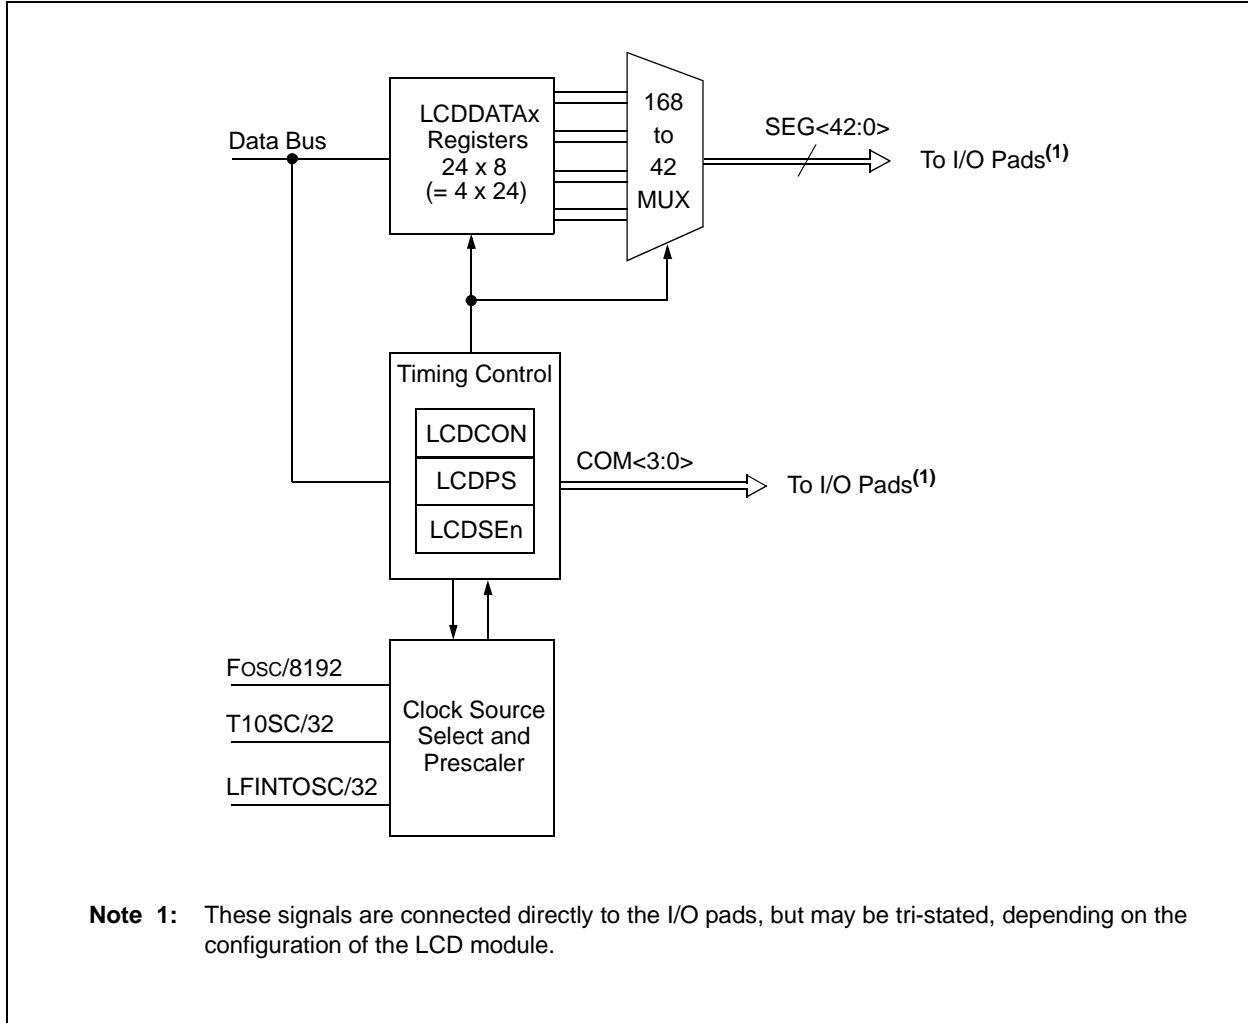 LCDDATAx
Registers
24 x 8
(= 4 x 24)
168
to
42
MUX
Data Bus
SEG<42:0>
To I/O Pads(1)
Timing Control
LCDCON
LCDPS
LCDSEn
COM<3:0>
To I/O Pads(1)
FOSC/8192
T10SC/32
LFINTOSC/32
Clock Source
Select and
Prescaler
Note 1: These signals are connected directly to the I/O pads, but may be tri-stated, depending on the
configuration of the LCD module.